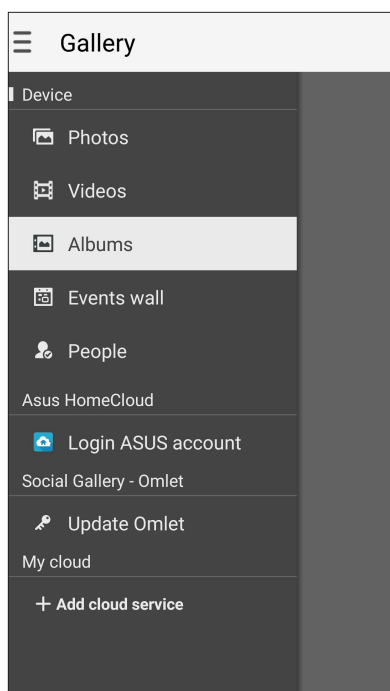 Gallery
Device
Photos
Videos
Albums
Events wall
People
Asus HomeCloud
Login ASUS account
Social Gallery - Omlet
Update Omlet
My cloud
+ Add cloud service